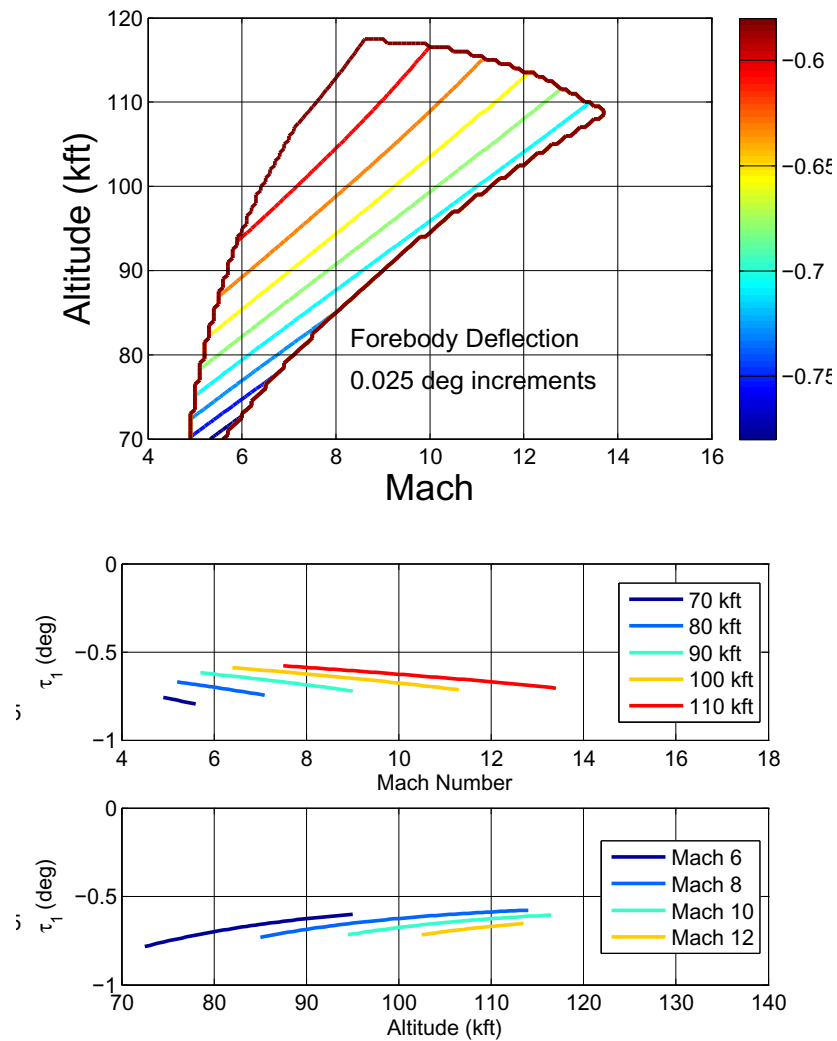 120
110
100
90
80
70
Altitude (kft)
4 6 8 10 12 14 16
Mach
Forebody Deflection
0.025 deg increments
−0.6
−0.65
−0.7
−0.75
0
−0.5
−1
τ1 (deg)
4 6 8 10 12 14 16 18
Mach Number
70 kft
80 kft
90 kft
100 kft
110 kft
0
−0.5
−1
τ1 (deg)
70 80 90 100 110 120 130 140
Altitude (kft)
Mach 6
Mach 8
Mach 10
Mach 12